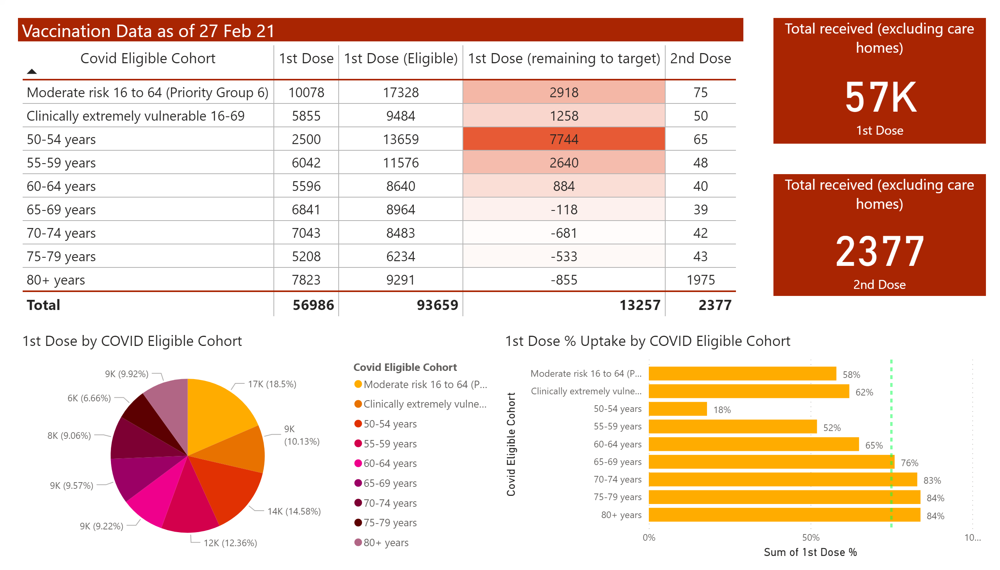 Vaccination Data as of 27 Feb 21
Covid Eligible Cohort 1st Dose 1st Dose (Eligible) 1st Dose (remaining to target) 2nd Dose
Moderate risk 16 to 64 (Priority Group 6) 10078 17328 2918 75
Clinically extremely vulnerable 16-69 5855 9484 1258 50
50-54 years 2500 13659 7744 65
55-59 years 6042 11576 2640 48
60-64 years 5596 8640 884 40
65-69 years 6841 8964 -118 39
70-74 years 7043 8483 -681 42
75-79 years 5208 6234 -533 43
80+ years 7823 9291 -855 1975
Total 56986 93659 13257 2377
Total received (excluding care
homes)
57K
1st Dose
Total received (excluding care
homes)
2377
2nd Dose
1st Dose by COVID Eligible Cohort
9K (9.92%)
17K (18.5%)
6K (6.66%)
9K
(10.13%)
8K (9.06%)
9K (9.57%)
14K (14.58%)
9K (9.22%)
12K (12.36%)
Covid Eligible Cohort
Moderate risk 16 to 64 (P...
Clinically extremely vulne...
50-54 years
55-59 years
60-64 years
65-69 years
70-74 years
75-79 years
80+ years
1st Dose % Uptake by COVID Eligible Cohort
Covid Eligible Cohort
Moderate risk 16 to 64 (P... 58%
Clinically extremely vulne... 62%
50-54 years 18%
55-59 years 52%
60-64 years 65%
65-69 years 76%
70-74 years 83%
75-79 years 84%
80+ years 84%
0% 50% 10...
Sum of 1st Dose %